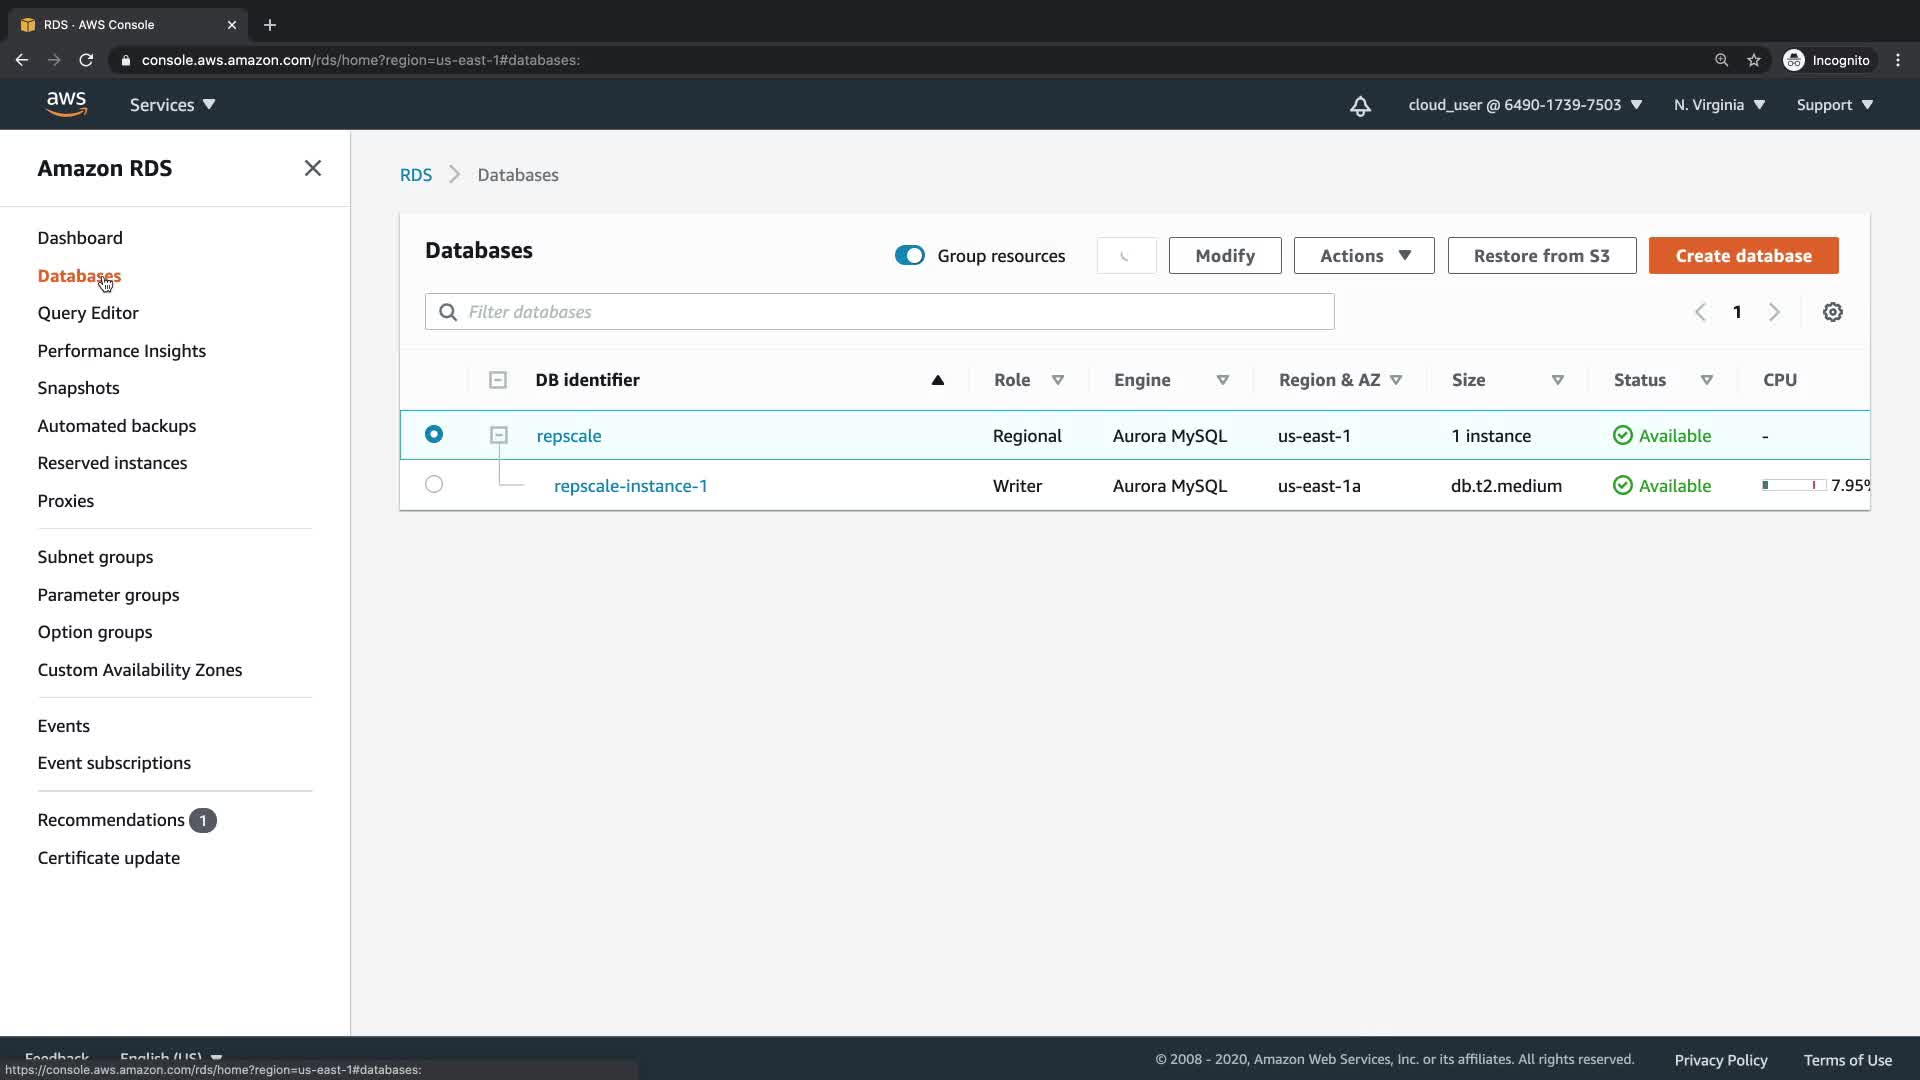 RDS · AWS Console
console.aws.amazon.com/rds/home?region=us-east-1#databases:
Incognito
aws
Services
cloud_user @ 6490-1739-7503
N. Virginia
Support
Amazon RDS
Dashboard
Databases
Query Editor
Performance Insights
Snapshots
Automated backups
Reserved instances
Proxies
Subnet groups
Parameter groups
Option groups
Custom Availability Zones
Events
Event subscriptions
Recommendations 1
Certificate update
RDS > Databases
Databases
Group resources
Modify
Actions
Restore from S3
Create database
Filter databases
1
DB identifier Role Engine Region & AZ Size Status CPU
repscale Regional Aurora MySQL us-east-1 1 instance Available -
repscale-instance-1 Writer Aurora MySQL us-east-1a db.t2.medium Available 7.95%
Feedback English (US)
© 2008 - 2020, Amazon Web Services, Inc. or its affiliates. All rights reserved. Privacy Policy Terms of Use
https://console.aws.amazon.com/rds/home?region=us-east-1#databases: